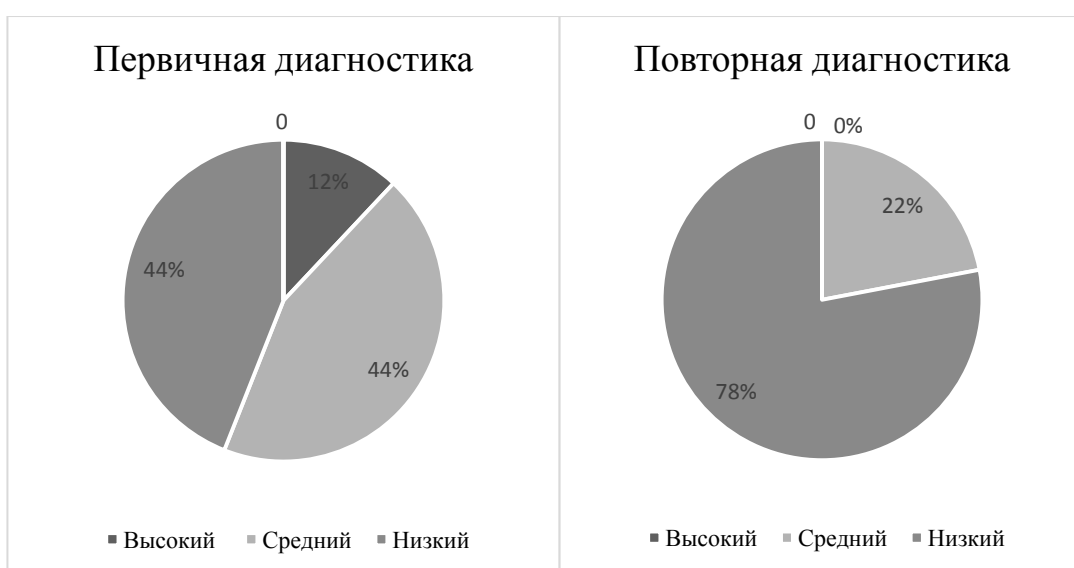 Первичная диагностика
0
12%
44%
44%
■ Высокий ■ Средний ■ Низкий
Повторная диагностика
0 0%
22%
78%
■ Высокий ■ Средний ■ Низкий